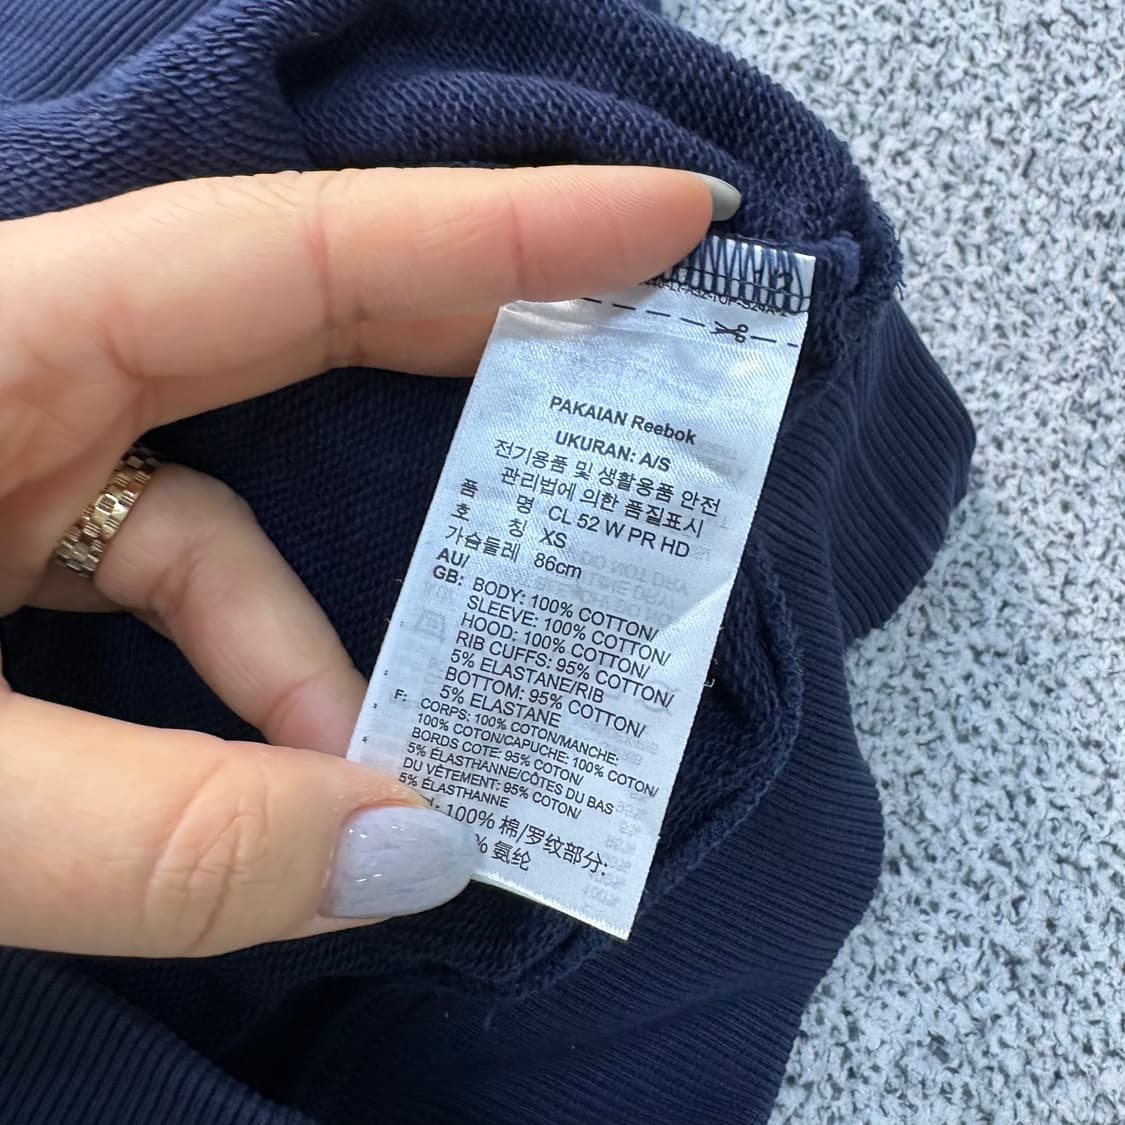 PAKAIAN Reebok
UKURAN: A/S
전기용품 및 생활용품 안전
관리법에 의한 품질표시
품 명 CL 52 W PR HD
호 칭 XS
가슴둘레 86cm
AU/
GB: BODY: 100% COTTON/
SLEEVE: 100% COTTON/
HOOD: 100% COTTON/
RIB CUFFS: 95% COTTON/
5% ELASTANE/RIB
BOTTOM: 95% COTTON/
5% ELASTANE
F: CORPS: 100% COTON/MANCHE:
100% COTON/CAPUCHE: 100% COTON/
BORDS COTE: 95% COTON/
5% ÉLASTHANNE/CÔTES DU BAS
DU VÊTEMENT: 95% COTON/
5% ÉLASTHANNE
100% 棉/罗纹部分:
% 氨纶